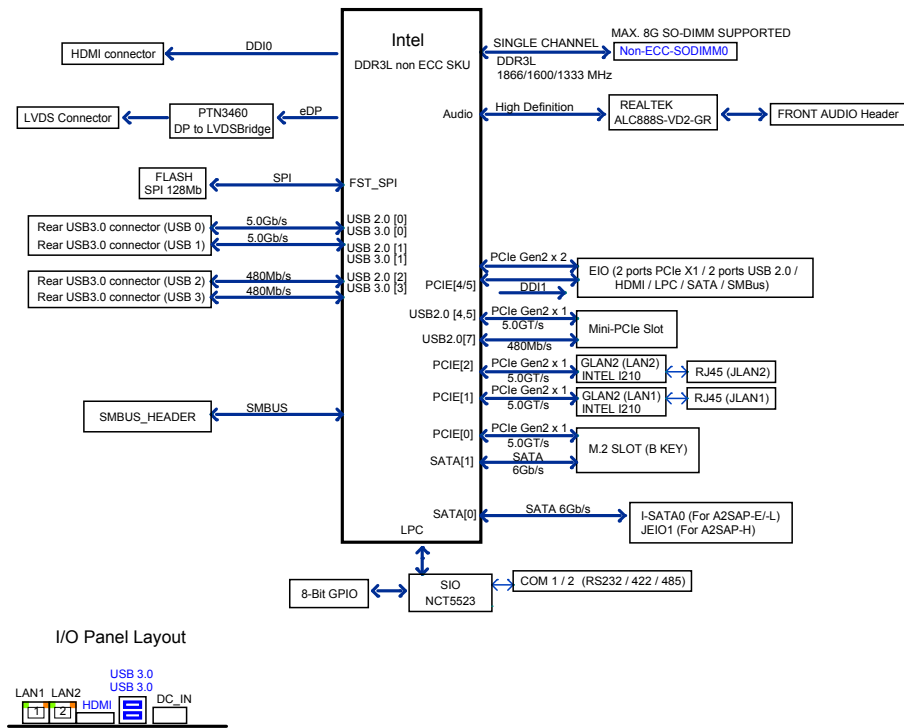 Intel
DDR3L non ECC SKU
HDMI connector
DDI0
SINGLE CHANNEL
DDR3L
1866/1600/1333 MHz
MAX. 8G SO-DIMM SUPPORTED
Non-ECC-SODIMM0
LVDS Connector
PTN3460
DP to LVDSBridge
eDP
Audio
High Definition
REALTEK
ALC888S-VD2-GR
FRONT AUDIO Header
FLASH
SPI 128Mb
SPI
FST_SPI
Rear USB3.0 connector (USB 0)
5.0Gb/s
USB 2.0 [0]
USB 3.0 [0]
Rear USB3.0 connector (USB 1)
5.0Gb/s
USB 2.0 [1]
USB 3.0 [1]
Rear USB3.0 connector (USB 2)
480Mb/s
USB 2.0 [2]
Rear USB3.0 connector (USB 3)
480Mb/s
USB 3.0 [3]
PCIE[4/5]
PCIe Gen2 x 2
DDI1
EIO (2 ports PCIe X1 / 2 ports USB 2.0 /
HDMI / LPC / SATA / SMBus)
USB2.0 [4,5]
PCIe Gen2 x 1
5.0GT/s
USB2.0[7]
480Mb/s
Mini-PCIe Slot
PCIE[2]
PCIe Gen2 x 1
5.0GT/s
GLAN2 (LAN2)
INTEL I210
RJ45 (JLAN2)
PCIE[1]
PCIe Gen2 x 1
5.0GT/s
GLAN2 (LAN1)
INTEL I210
RJ45 (JLAN1)
SMBUS_HEADER
SMBUS
PCIE[0]
PCIe Gen2 x 1
5.0GT/s
SATA[1]
SATA
6Gb/s
M.2 SLOT (B KEY)
SATA[0]
SATA 6Gb/s
I-SATA0 (For A2SAP-E/-L)
JEIO1 (For A2SAP-H)
LPC
8-Bit GPIO
SIO
NCT5523
COM 1 / 2 (RS232 / 422 / 485)
I/O Panel Layout
USB 3.0
USB 3.0
LAN1 LAN2
HDMI
DC_IN
1
2